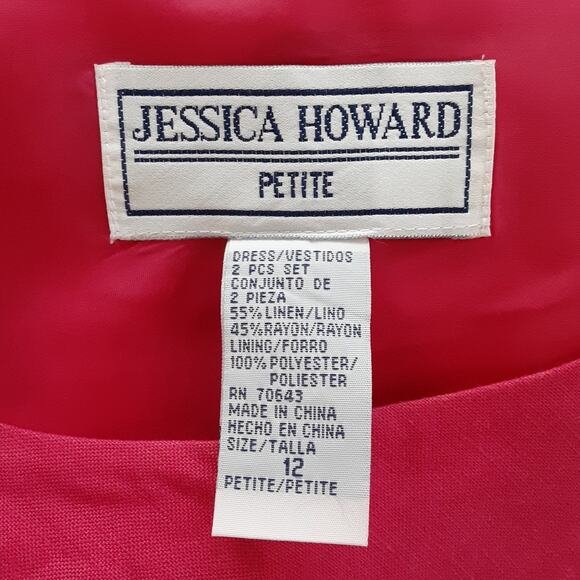 JESSICA HOWARD
PETITE
DRESS/VESTIDOS
2 PCS SET
CONJUNTO DE
2 PIEZA
55% LINEN/LINO
45% RAYON/RAYON
LINING/FORRO
100% POLYESTER/
POLIESTER
RN 70643
MADE IN CHINA
HECHO EN CHINA
SIZE/TALLA
12
PETITE/PETITE